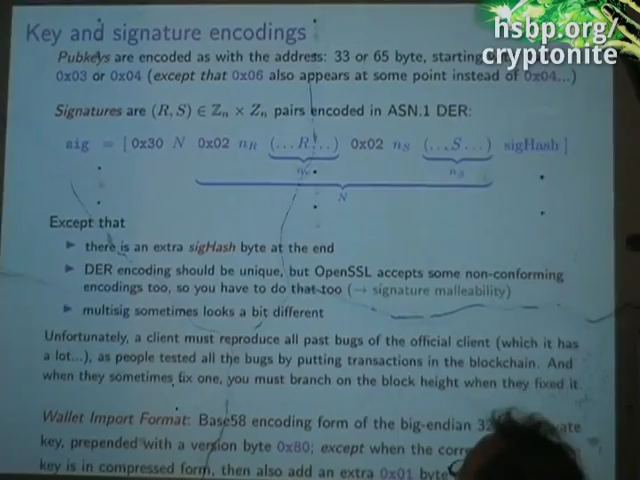 Key and signature encodings
hsbp.org/
cryptonite
Pubkeys are encoded as with the address: 33 or 65 byte, starting
0x03 or 0x04 (except that 0x06 also appears at some point instead of 0x04...)
Signatures are (R, S) ∈ ℤn × Zn pairs encoded in ASN.1 DER:
sig = [ 0x30 N 0x02 nR (...R...) 0x02 nS (...S...) sigHash ]
nR nS
N
Except that
► there is an extra sigHash byte at the end
► DER encoding should be unique, but OpenSSL accepts some non-conforming
encodings too, so you have to do that too (→ signature malleability)
► multisig sometimes looks a bit different
Unfortunately, a client must reproduce all past bugs of the official client (which it has
a lot...), as people tested all the bugs by putting transactions in the blockchain. And
when they sometimes fix one, you must branch on the block height when they fixed it
Wallet Import Format: Base58 encoding form of the big-endian
key, prepended with a version byte 0x80; except when the
key is in compressed form, then also add an extra 0x01 byte